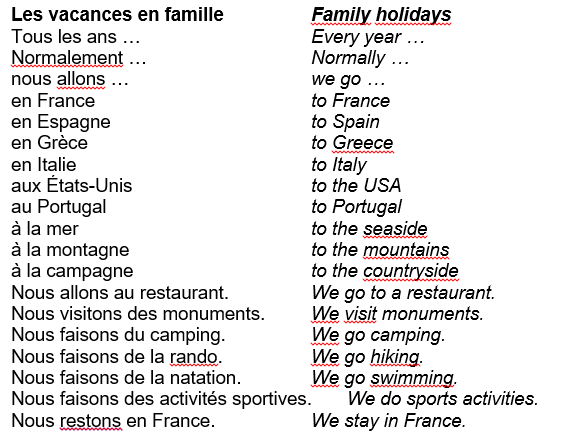 Les vacances en famille Family holidays
Tous les ans … Every year …
Normalement … Normally …
nous allons … we go …
en France to France
en Espagne to Spain
en Grèce to Greece
en Italie to Italy
aux États-Unis to the USA
au Portugal to Portugal
à la mer to the seaside
à la montagne to the mountains
à la campagne to the countryside
Nous allons au restaurant. We go to a restaurant.
Nous visitons des monuments. We visit monuments.
Nous faisons du camping. We go camping.
Nous faisons de la rando. We go hiking.
Nous faisons de la natation. We go swimming.
Nous faisons des activités sportives. We do sports activities.
Nous restons en France. We stay in France.